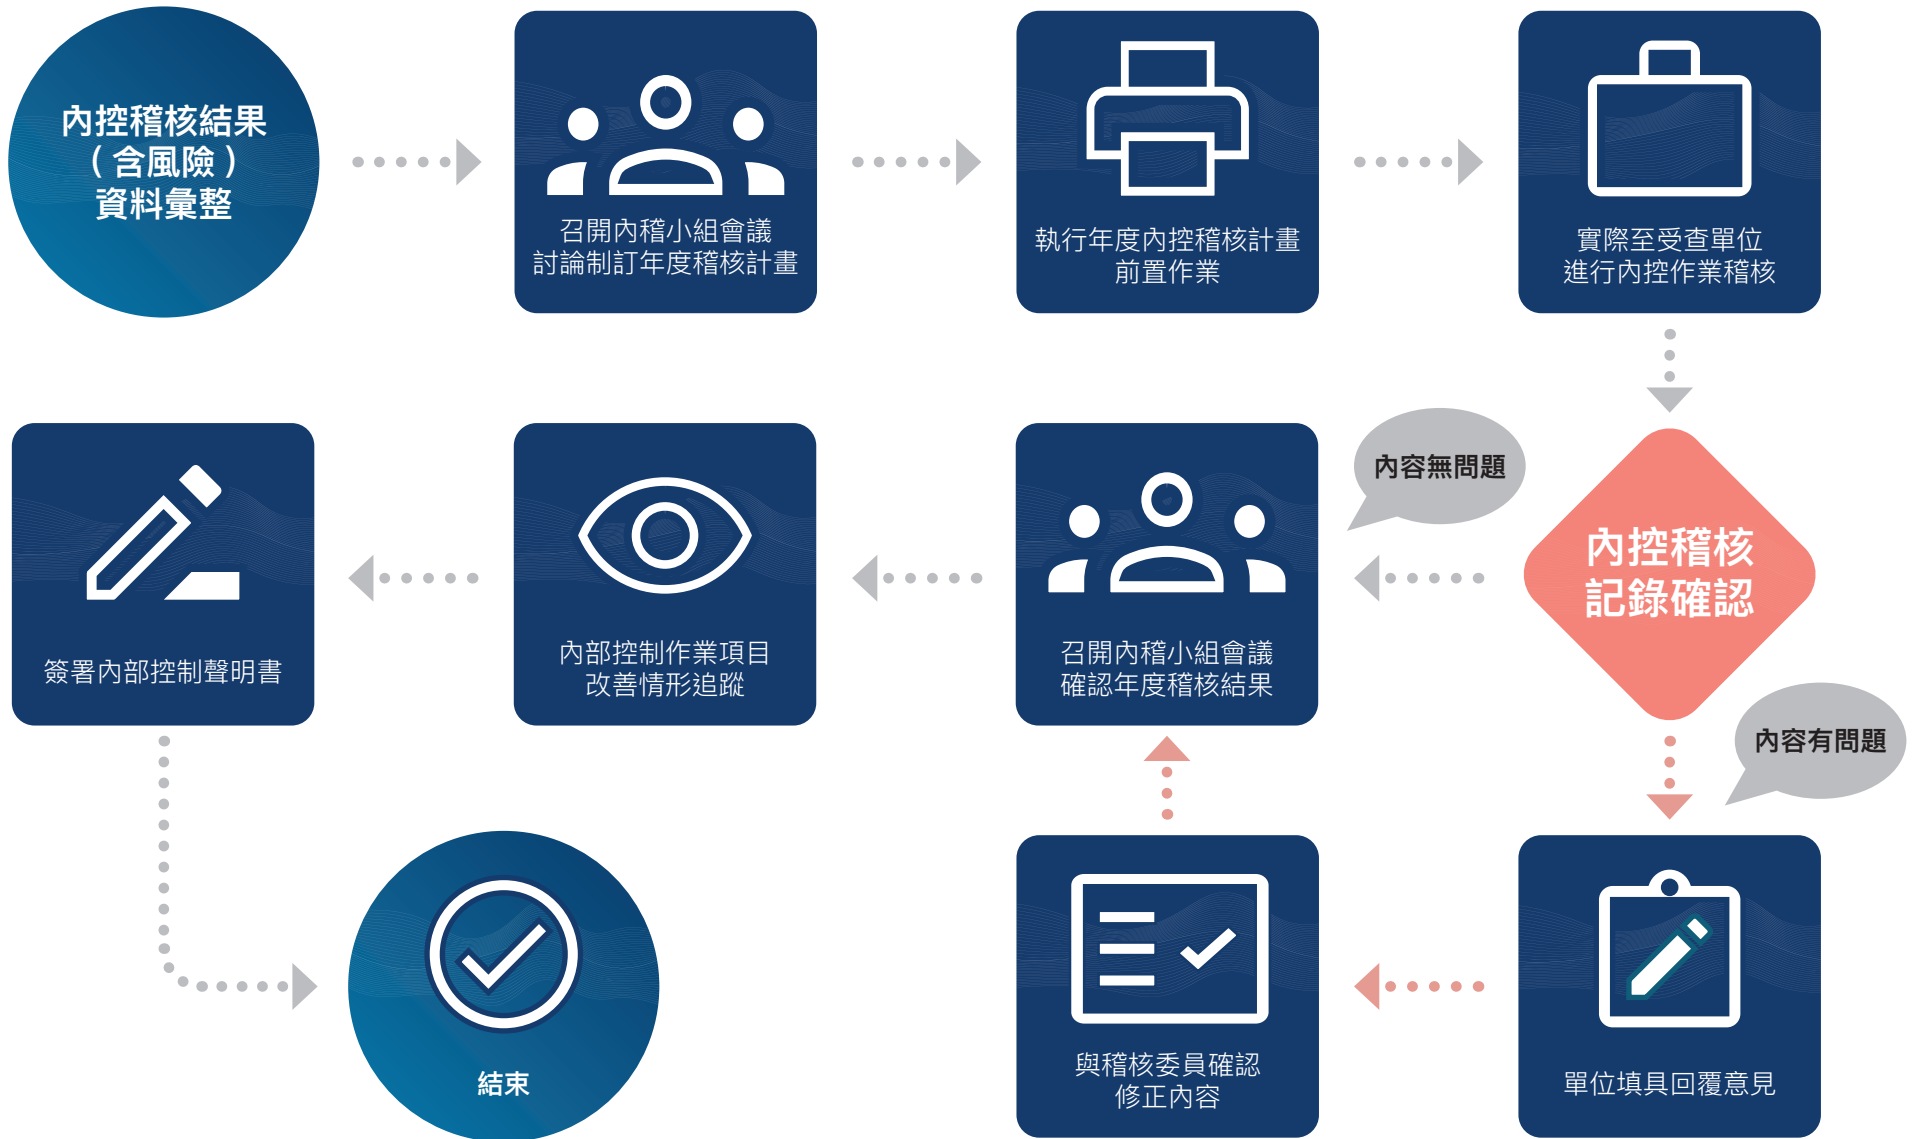 內控稽核結果
（含風險）
資料彙整
召開內稽小組會議
討論制訂年度稽核計畫
執行年度內控稽核計畫
前置作業
實際至受查單位
進行內控作業稽核
內控稽核
記錄確認
內容無問題
召開內稽小組會議
確認年度稽核結果
內部控制作業項目
改善情形追蹤
簽署內部控制聲明書
內容有問題
單位填具回覆意見
與稽核委員確認
修正內容
結束